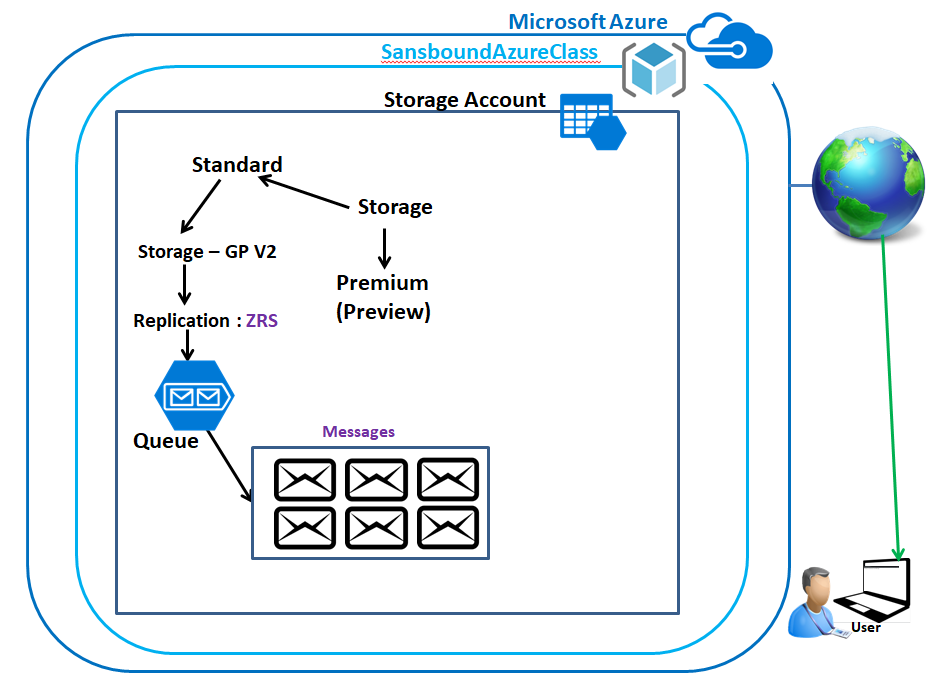 Microsoft Azure
SansboundAzureClass
Storage Account
Standard
Storage
Storage – GP V2
Premium
(Preview)
Replication : ZRS
Queue
Messages
User